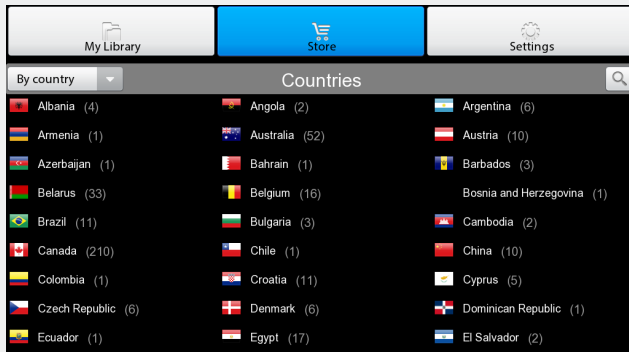 My Library Store Settings
By country Countries
Albania (4) Angola (2) Argentina (6)
Armenia (1) Australia (52) Austria (10)
Azerbaijan (1) Bahrain (1) Barbados (3)
Belarus (33) Belgium (16) Bosnia and Herzegovina (1)
Brazil (11) Bulgaria (3) Cambodia (2)
Canada (210) Chile (1) China (10)
Colombia (1) Croatia (11) Cyprus (5)
Czech Republic (6) Denmark (6) Dominican Republic (1)
Ecuador (1) Egypt (17) El Salvador (2)